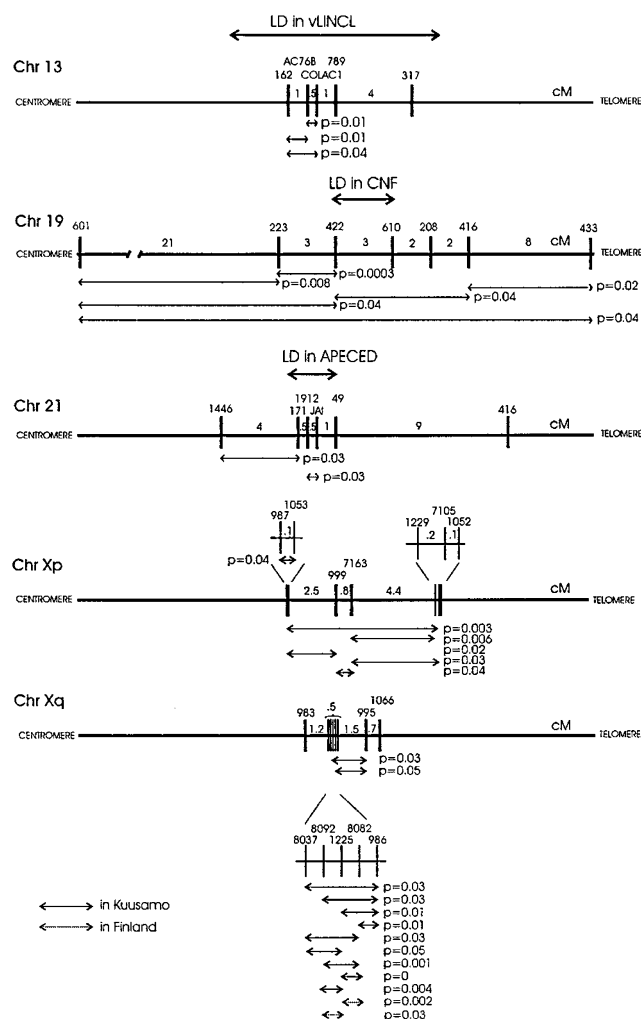 LD in vLINCL
Chr 13
AC76B 789
162 COLAC1 317
1 .5 1 4 cM
CENTROMERE TELOMERE
p=0.01
p=0.01
p=0.04
LD in CNF
Chr 19
601 223 422 610 208 416 433
21 3 3 2 2 8 cM
CENTROMERE TELOMERE
p=0.0003
p=0.008 p=0.02
p=0.04 p=0.04
p=0.04
LD in APECED
Chr 21
1912 49
1446 171 JA1 416
4 .5 .5 1 9 cM
CENTROMERE TELOMERE
p=0.03
p=0.03
1053 7105
987 .1 1229 .2 .1 1052
p=0.04
Chr Xp
7163
999
2.5 .8 4.4 cM
CENTROMERE TELOMERE
p=0.003
p=0.006
p=0.02
p=0.03
p=0.04
Chr Xq
.5 1066
983 995
1.2 1.5 .7 cM
CENTROMERE TELOMERE
p=0.03
p=0.05
8092 8082
8037 1225 986
p=0.03
p=0.03
p=0.01
p=0.01
p=0.03
p=0.05
p=0.001
p=0
p=0.004
p=0.002
p=0.03
in Kuusamo
in Finland